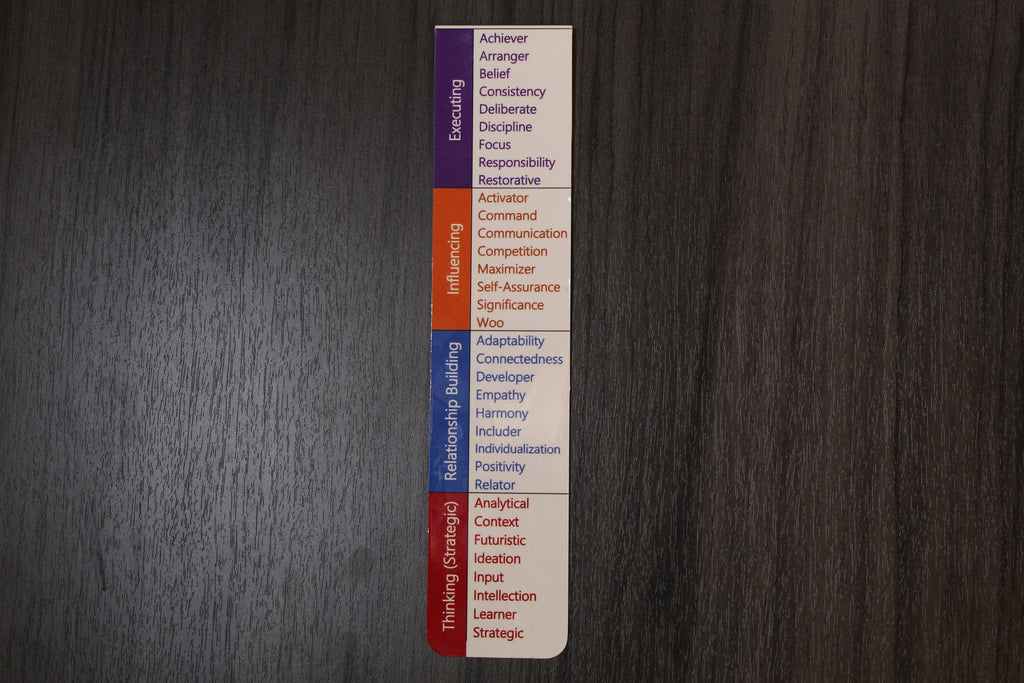 Executing
Achiever
Arranger
Belief
Consistency
Deliberate
Discipline
Focus
Responsibility
Restorative
Influencing
Activator
Command
Communication
Competition
Maximizer
Self-Assurance
Significance
Woo
Relationship Building
Adaptability
Connectedness
Developer
Empathy
Harmony
Includer
Individualization
Positivity
Relator
Thinking (Strategic)
Analytical
Context
Futuristic
Ideation
Input
Intellection
Learner
Strategic